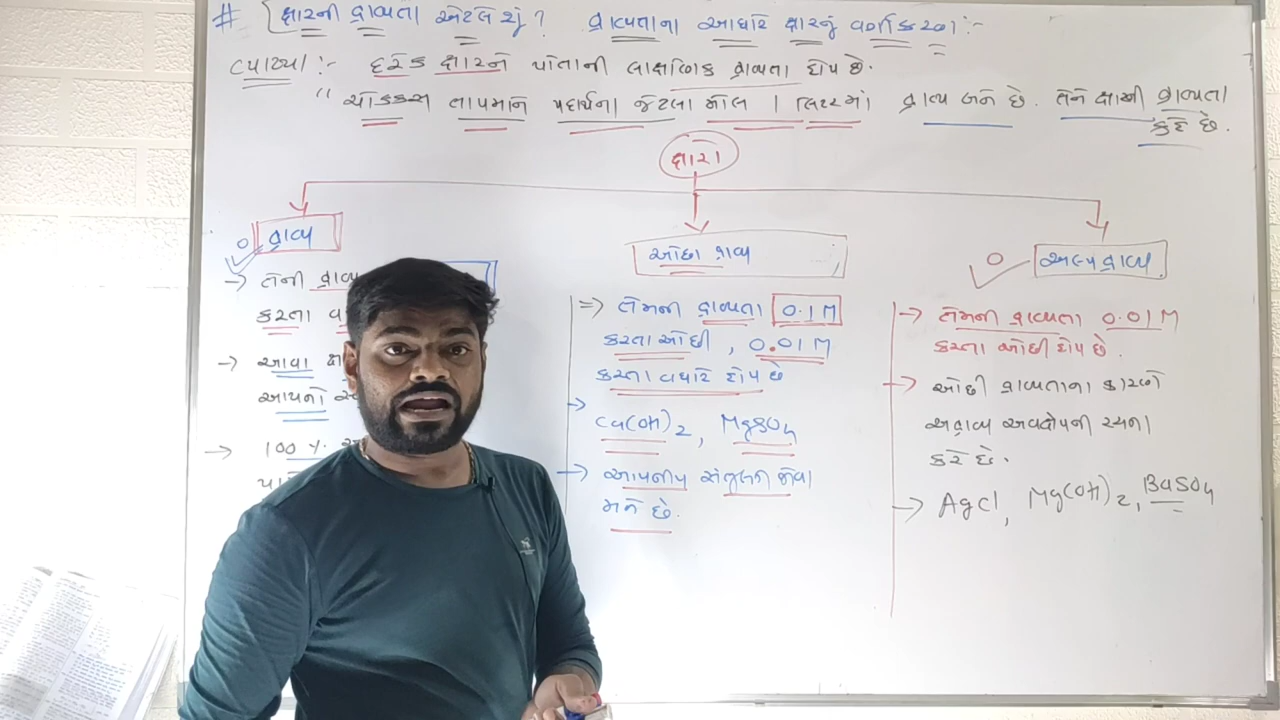 # ક્ષારની દ્રાવ્યતા એટલે શું? દ્રાવ્યતાના આધારે ક્ષારનું વર્ગીકરણ :-
વ્યાખ્યા :- દરેક ક્ષારને પોતાની લાક્ષણિક દ્રાવ્યતા હોય છે.
" ચોક્કસ તાપમાને પદાર્થના જેટલા મોલ 1 લિટરમાં દ્રાવ્ય બને છે. તેને ક્ષારની દ્રાવ્યતા
કહે છે.
ક્ષારો
દ્રાવ્ય
→ તેની દ્રાવ્ય
કરતા વ
→ આવા ક્ષ
આયનો સ
→ 100 %
પા
ઓછા દ્રાવ્ય
⇒ તેમની દ્રાવ્યતા 0.1 M
કરતા ઓછી, 0.01 M
કરતા વધારે હોય છે
→
Ca(OH)2, MgSO4
→ આયનીય સંતુલન જોવા
મળે છે.
અલ્પ દ્રાવ્ય
→ તેમની દ્રાવ્યતા 0.01 M
કરતા ઓછી હોય છે.
→ ઓછી દ્રાવ્યતાના કારણે
અદ્રાવ્ય અવક્ષેપની રચના
કરે છે.
→ AgCl, Mg(OH)2, BaSO4